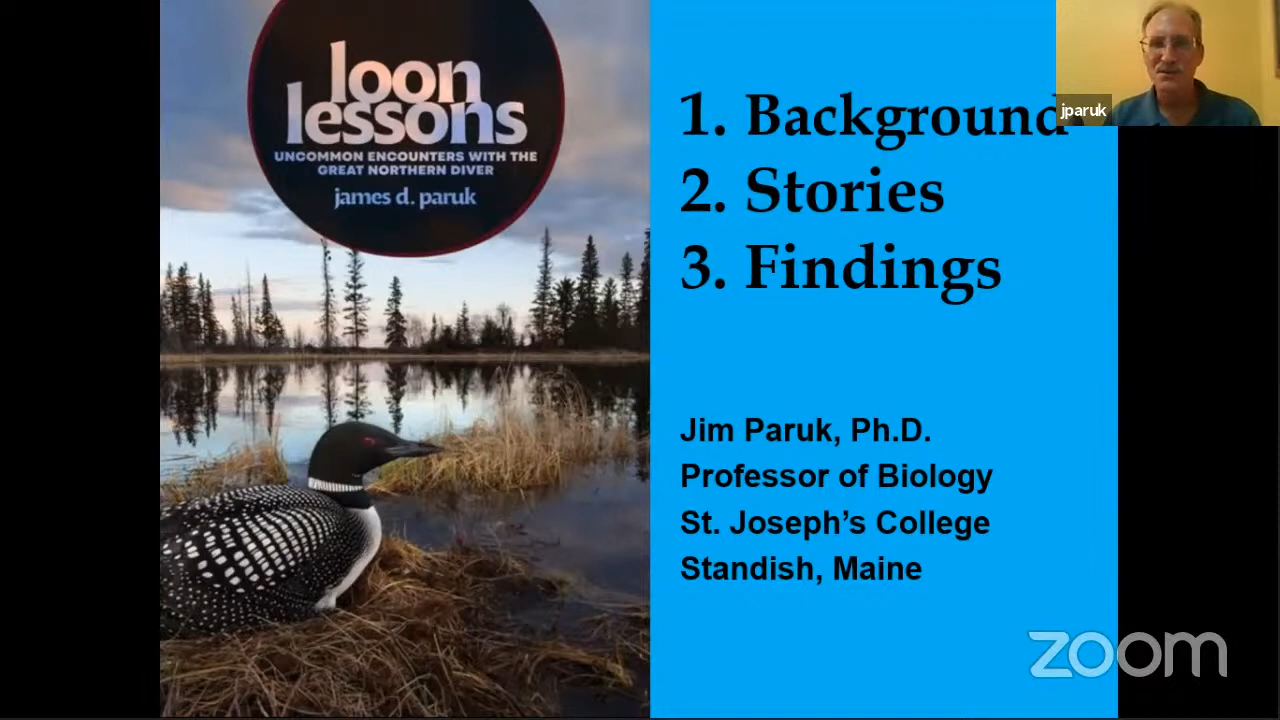 loon
lessons
UNCOMMON ENCOUNTERS WITH THE
GREAT NORTHERN DIVER
james d. paruk
1. Background
2. Stories
3. Findings
jparuk
Jim Paruk, Ph.D.
Professor of Biology
St. Joseph’s College
Standish, Maine
zoom